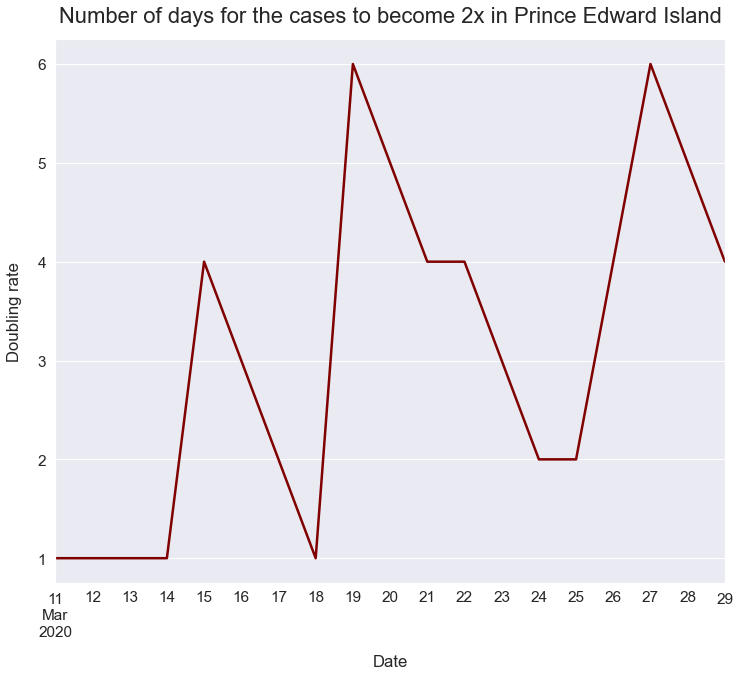 Number of days for the cases to become 2x in Prince Edward Island
6
5
4
3
2
1
Doubling rate
11 12 13 14 15 16 17 18 19 20 21 22 23 24 25 26 27 28 29
Mar
2020
Date